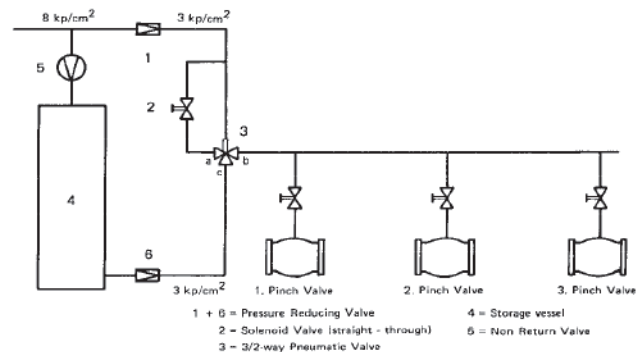 8 kp/cm²
3 kp/cm²
5
1
2
3
a
b
c
4
6
3 kp/cm²
1. Pinch Valve
2. Pinch Valve
3. Pinch Valve
1 + 6 = Pressure Reducing Valve
4 = Storage vessel
2 = Solenoid Valve (straight - through)
5 = Non Return Valve
3 - 3/2-way Pneumatic Valve